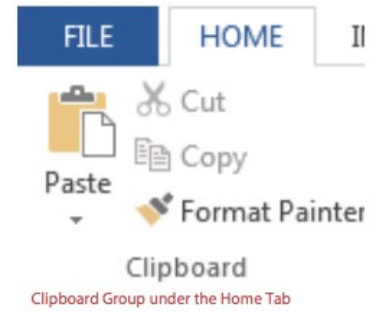 FILE HOME
Cut
Copy
Paste
Format Painter
Clipboard
Clipboard Group under the Home Tab